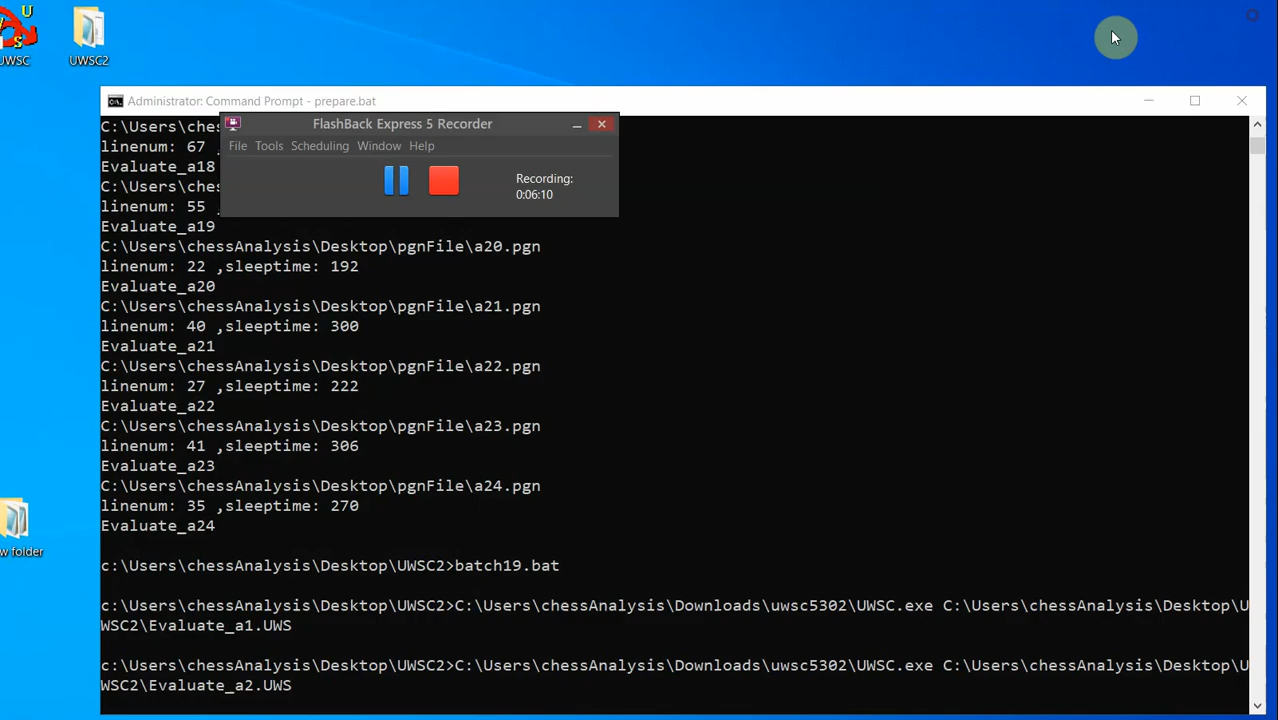 U
S
UWSC
UWSC2
Administrator: Command Prompt - prepare.bat
FlashBack Express 5 Recorder
File Tools Scheduling Window Help
Recording:
0:06:10
C:\Users\chess
linenum: 67
Evaluate_a18
C:\Users\chess
linenum: 55 ,
Evaluate_a19
C:\Users\chessAnalysis\Desktop\pgnFile\a20.pgn
linenum: 22 ,sleeptime: 192
Evaluate_a20
C:\Users\chessAnalysis\Desktop\pgnFile\a21.pgn
linenum: 40 ,sleeptime: 300
Evaluate_a21
C:\Users\chessAnalysis\Desktop\pgnFile\a22.pgn
linenum: 27 ,sleeptime: 222
Evaluate_a22
C:\Users\chessAnalysis\Desktop\pgnFile\a23.pgn
linenum: 41 ,sleeptime: 306
Evaluate_a23
C:\Users\chessAnalysis\Desktop\pgnFile\a24.pgn
linenum: 35 ,sleeptime: 270
Evaluate_a24
w folder
c:\Users\chessAnalysis\Desktop\UWSC2>batch19.bat
c:\Users\chessAnalysis\Desktop\UWSC2>C:\Users\chessAnalysis\Downloads\uwsc5302\UWSC.exe C:\Users\chessAnalysis\Desktop\U
WSC2\Evaluate_a1.UWS
c:\Users\chessAnalysis\Desktop\UWSC2>C:\Users\chessAnalysis\Downloads\uwsc5302\UWSC.exe C:\Users\chessAnalysis\Desktop\U
WSC2\Evaluate_a2.UWS